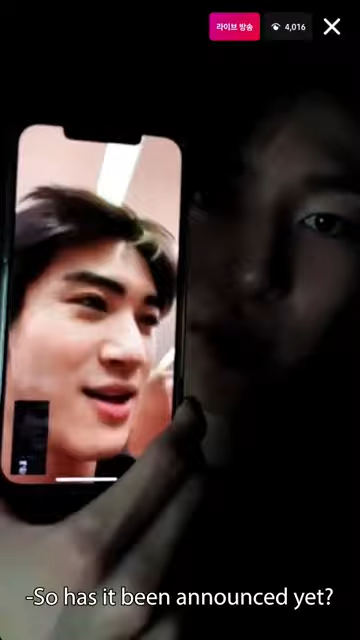 라이브 방송
4,016
-So has it been announced yet?